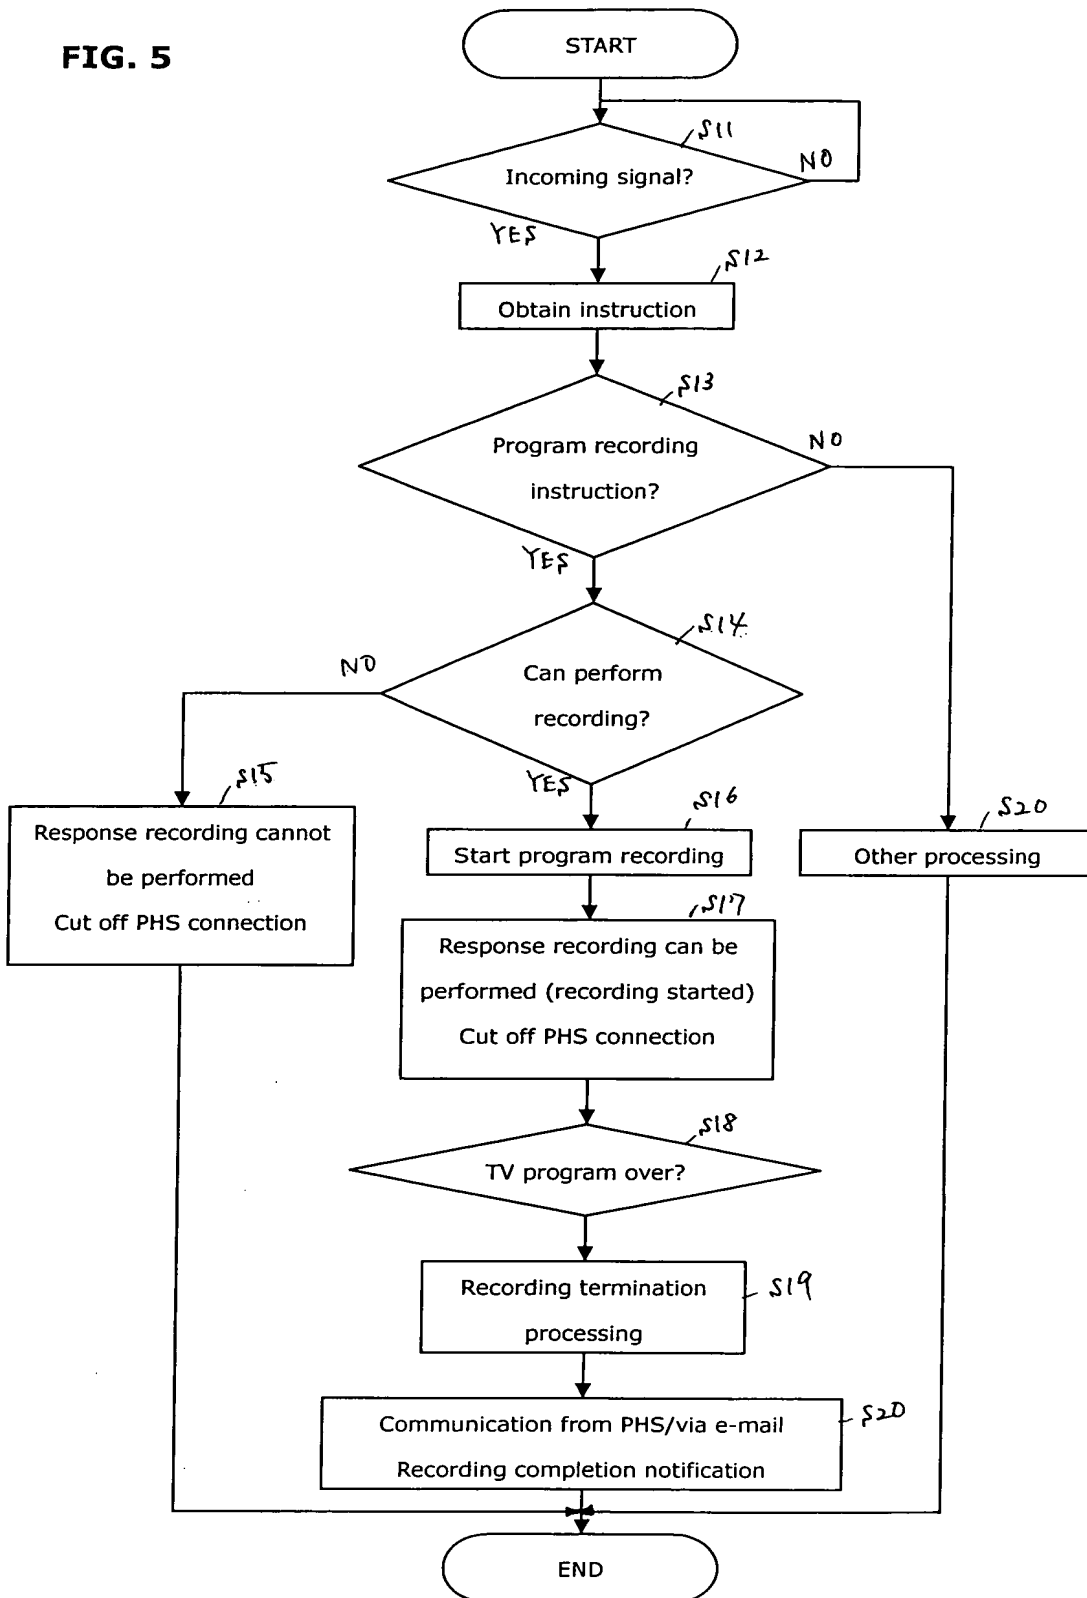 FIG. 5
START
S11
Incoming signal?
NO
YES
S12
Obtain instruction
S13
Program recording
instruction?
NO
YES
S14
Can perform
recording?
NO
YES
S15
Response recording cannot
be performed
Cut off PHS connection
S16
Start program recording
S20
Other processing
S17
Response recording can be
performed (recording started)
Cut off PHS connection
S18
TV program over?
Recording termination
processing
S19
Communication from PHS/via e-mail
Recording completion notification
S20
END